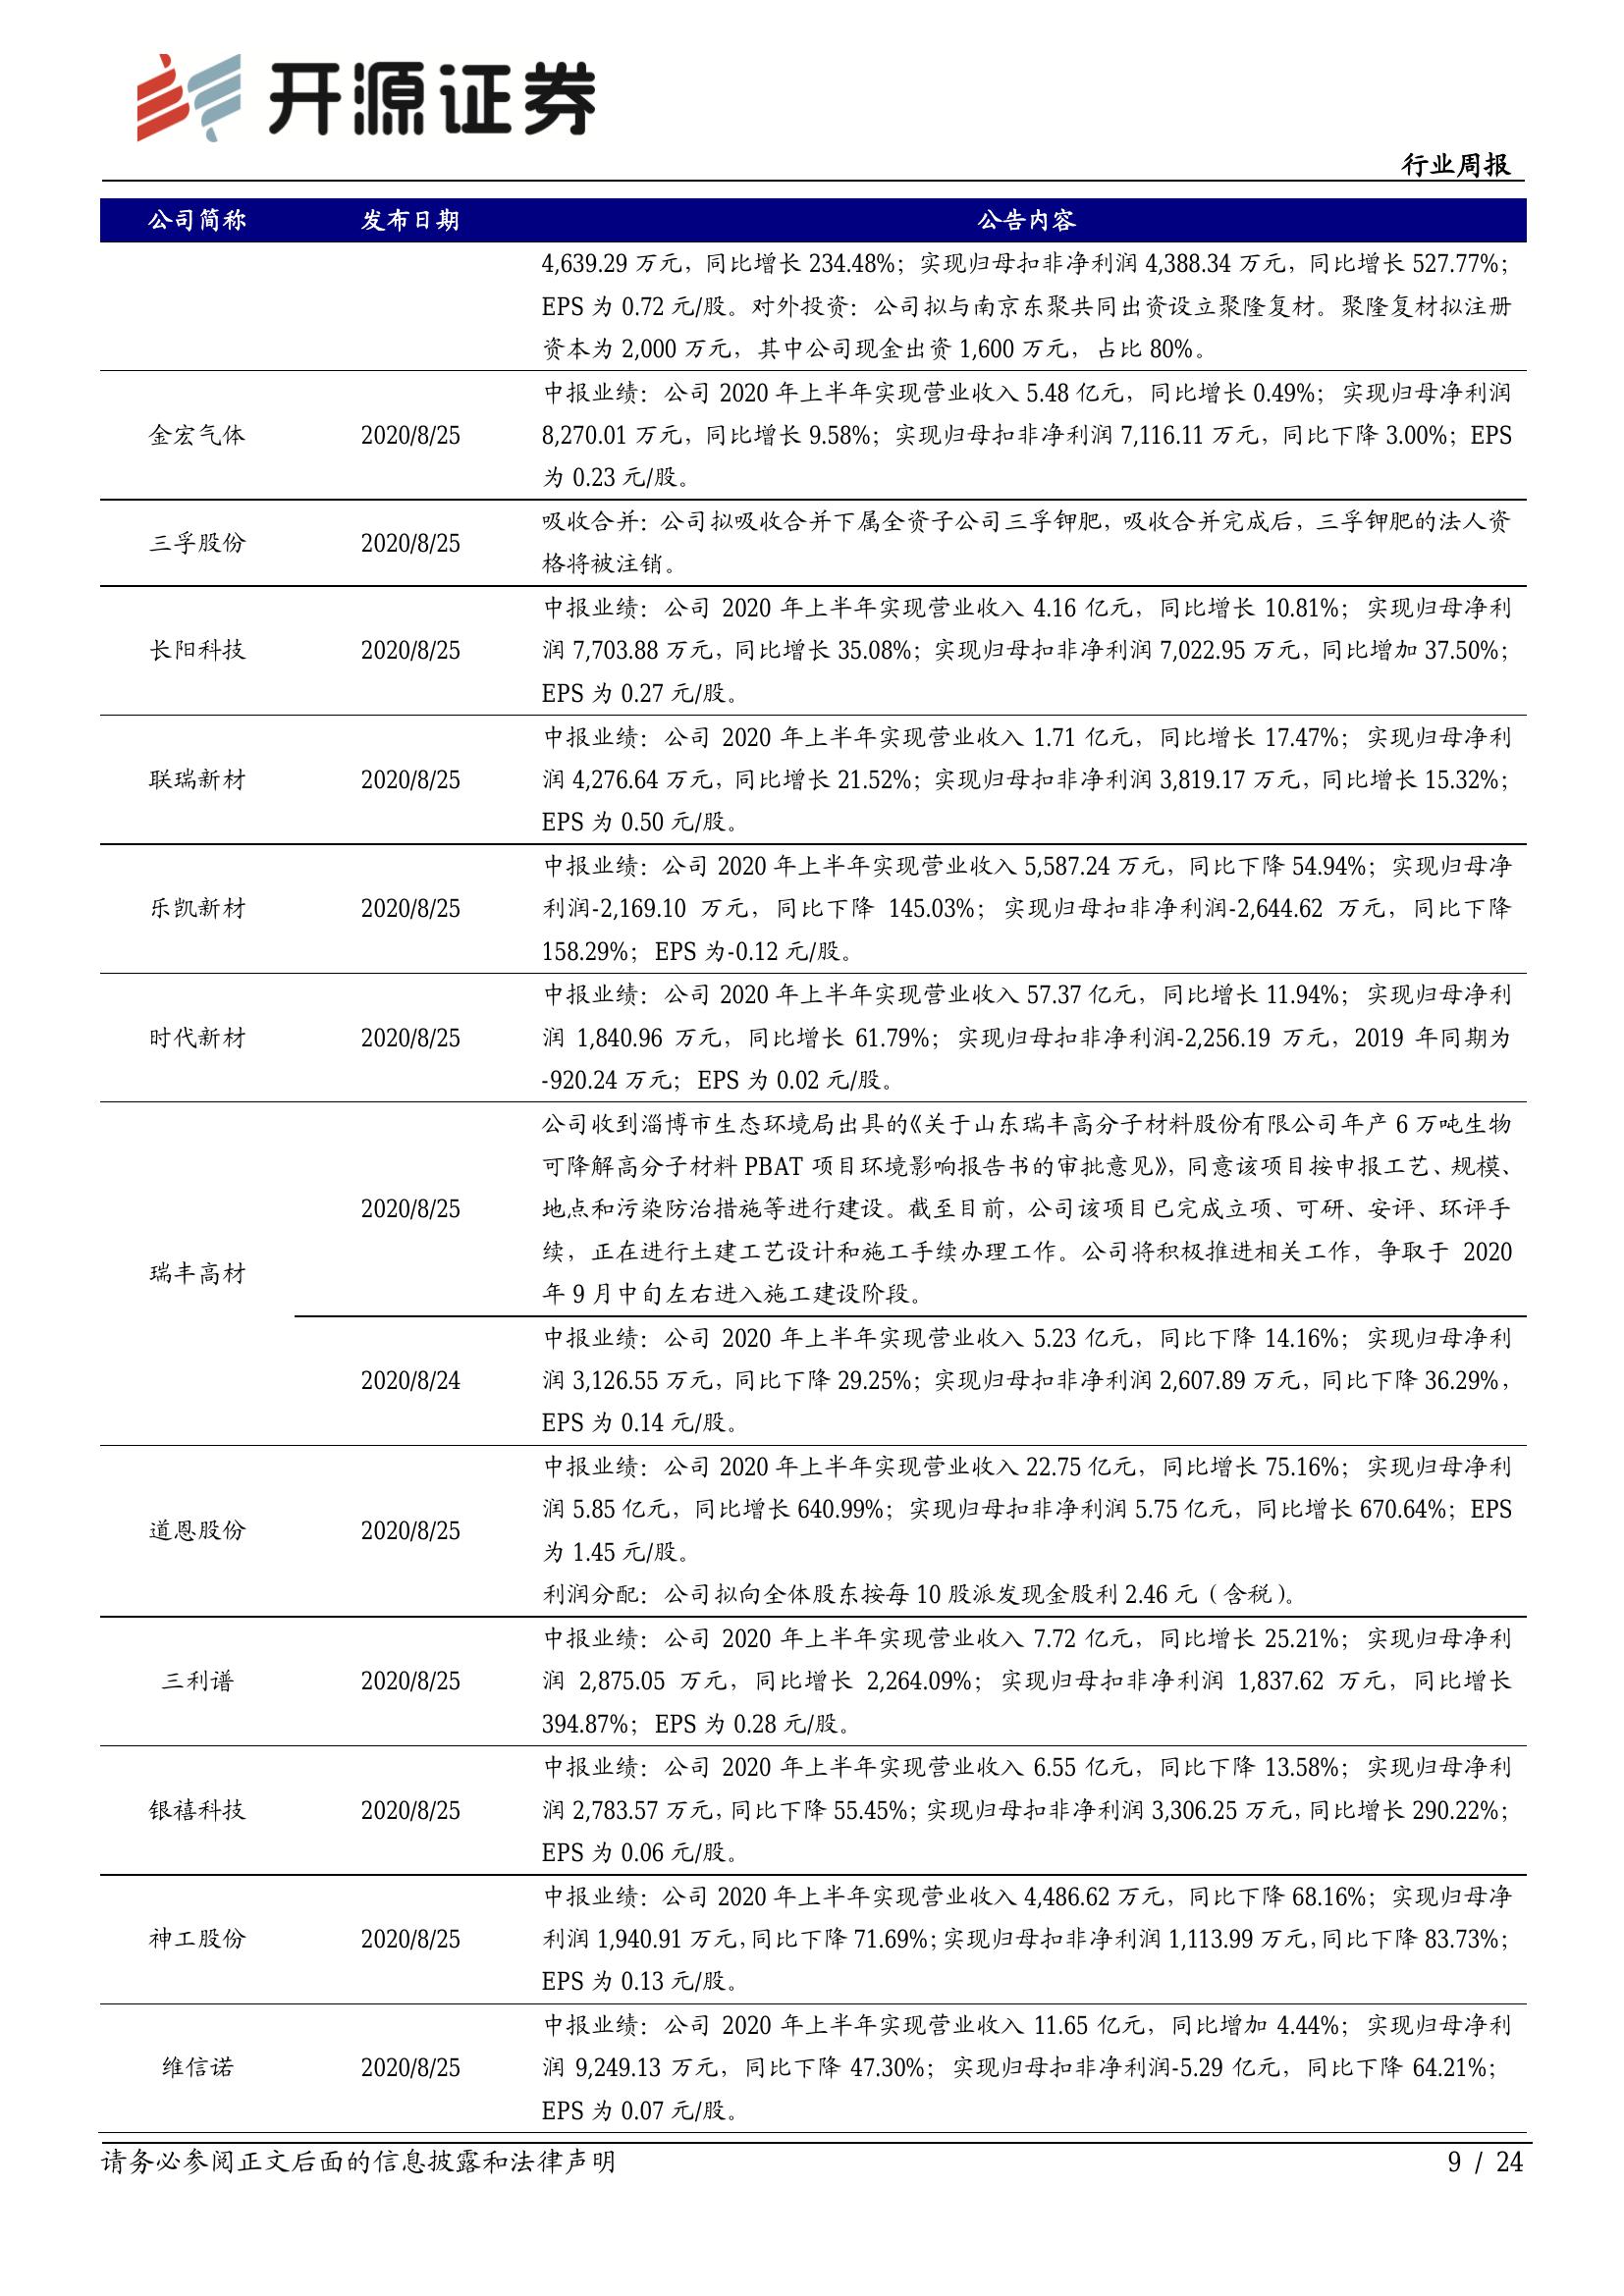 开源证券
行业周报
公司简称 发布日期 公告内容
4,639.29 万元，同比增长 234.48%；实现归母扣非净利润 4,388.34 万元，同比增长 527.77%；
EPS 为 0.72 元/股。对外投资：公司拟与南京东聚共同出资设立聚隆复材。聚隆复材拟注册
资本为 2,000 万元，其中公司现金出资 1,600 万元，占比 80%。
中报业绩：公司 2020 年上半年实现营业收入 5.48 亿元，同比增长 0.49%；实现归母净利润
金宏气体 2020/8/25 8,270.01 万元，同比增长 9.58%；实现归母扣非净利润 7,116.11 万元，同比下降 3.00%；EPS
为 0.23 元/股。
三孚股份 2020/8/25
吸收合并：公司拟吸收合并下属全资子公司三孚钾肥，吸收合并完成后，三孚钾肥的法人资
格将被注销。
中报业绩：公司 2020 年上半年实现营业收入 4.16 亿元，同比增长 10.81%；实现归母净利
长阳科技 2020/8/25 润 7,703.88 万元，同比增长 35.08%；实现归母扣非净利润 7,022.95 万元，同比增加 37.50%；
EPS 为 0.27 元/股。
中报业绩：公司 2020 年上半年实现营业收入 1.71 亿元，同比增长 17.47%；实现归母净利
联瑞新材 2020/8/25 润 4,276.64 万元，同比增长 21.52%；实现归母扣非净利润 3,819.17 万元，同比增长 15.32%；
EPS 为 0.50 元/股。
中报业绩：公司 2020 年上半年实现营业收入 5,587.24 万元，同比下降 54.94%；实现归母净
乐凯新材 2020/8/25 利润-2,169.10 万元，同比下降 145.03%；实现归母扣非净利润-2,644.62 万元，同比下降
158.29%；EPS 为-0.12 元/股。
中报业绩：公司 2020 年上半年实现营业收入 57.37 亿元，同比增长 11.94%；实现归母净利
时代新材 2020/8/25 润 1,840.96 万元，同比增长 61.79%；实现归母扣非净利润-2,256.19 万元，2019 年同期为
-920.24 万元；EPS 为 0.02 元/股。
瑞丰高材
公司收到淄博市生态环境局出具的《关于山东瑞丰高分子材料股份有限公司年产 6 万吨生物
可降解高分子材料 PBAT 项目环境影响报告书的审批意见》，同意该项目按申报工艺、规模、
2020/8/25 地点和污染防治措施等进行建设。截至目前，公司该项目已完成立项、可研、安评、环评手
续，正在进行土建工艺设计和施工手续办理工作。公司将积极推进相关工作，争取于 2020
年 9 月中旬左右进入施工建设阶段。
中报业绩：公司 2020 年上半年实现营业收入 5.23 亿元，同比下降 14.16%；实现归母净利
2020/8/24 润 3,126.55 万元，同比下降 29.25%；实现归母扣非净利润 2,607.89 万元，同比下降 36.29%，
EPS 为 0.14 元/股。
道恩股份 2020/8/25
中报业绩：公司 2020 年上半年实现营业收入 22.75 亿元，同比增长 75.16%；实现归母净利
润 5.85 亿元，同比增长 640.99%；实现归母扣非净利润 5.75 亿元，同比增长 670.64%；EPS
为 1.45 元/股。
利润分配：公司拟向全体股东按每 10 股派发现金股利 2.46 元（含税）。
中报业绩：公司 2020 年上半年实现营业收入 7.72 亿元，同比增长 25.21%；实现归母净利
三利谱 2020/8/25 润 2,875.05 万元，同比增长 2,264.09%；实现归母扣非净利润 1,837.62 万元，同比增长
394.87%；EPS 为 0.28 元/股。
中报业绩：公司 2020 年上半年实现营业收入 6.55 亿元，同比下降 13.58%；实现归母净利
银禧科技 2020/8/25 润 2,783.57 万元，同比下降 55.45%；实现归母扣非净利润 3,306.25 万元，同比增长 290.22%；
EPS 为 0.06 元/股。
中报业绩：公司 2020 年上半年实现营业收入 4,486.62 万元，同比下降 68.16%；实现归母净
神工股份 2020/8/25 利润 1,940.91 万元，同比下降 71.69%；实现归母扣非净利润 1,113.99 万元，同比下降 83.73%；
EPS 为 0.13 元/股。
中报业绩：公司 2020 年上半年实现营业收入 11.65 亿元，同比增加 4.44%；实现归母净利
维信诺 2020/8/25 润 9,249.13 万元，同比下降 47.30%；实现归母扣非净利润-5.29 亿元，同比下降 64.21%；
EPS 为 0.07 元/股。
请务必参阅正文后面的信息披露和法律声明 9 / 24